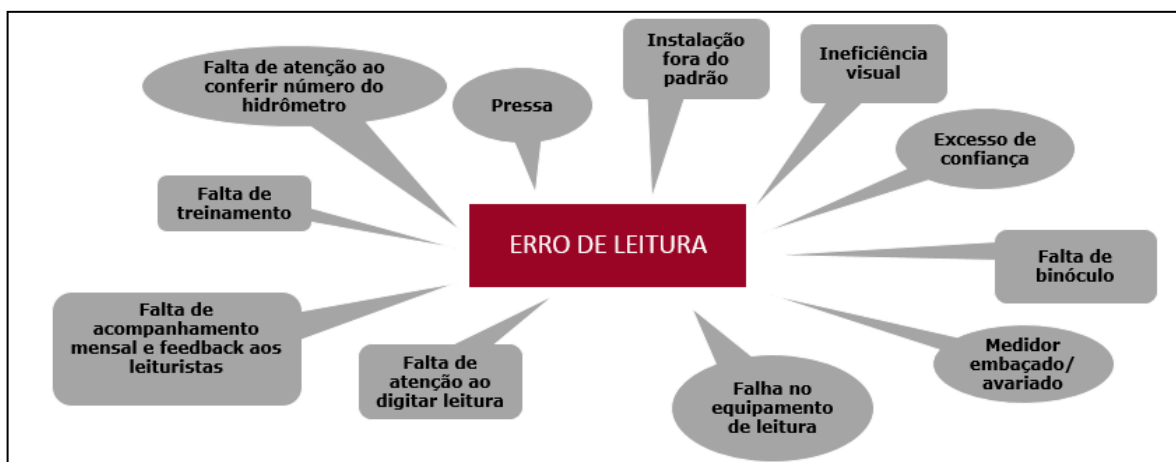 Falta de atenção ao
conferir número do
hidrômetro
Pressa
Instalação
fora do
padrão
Ineficiência
visual
Excesso de
confiança
Falta de
treinamento
ERRO DE LEITURA
Falta de
binóculo
Falta de
acompanhamento
mensal e feedback aos
leituristas
Falta de
atenção ao
digitar leitura
Falha no
equipamento
de leitura
Medidor
embaçado/
avariado